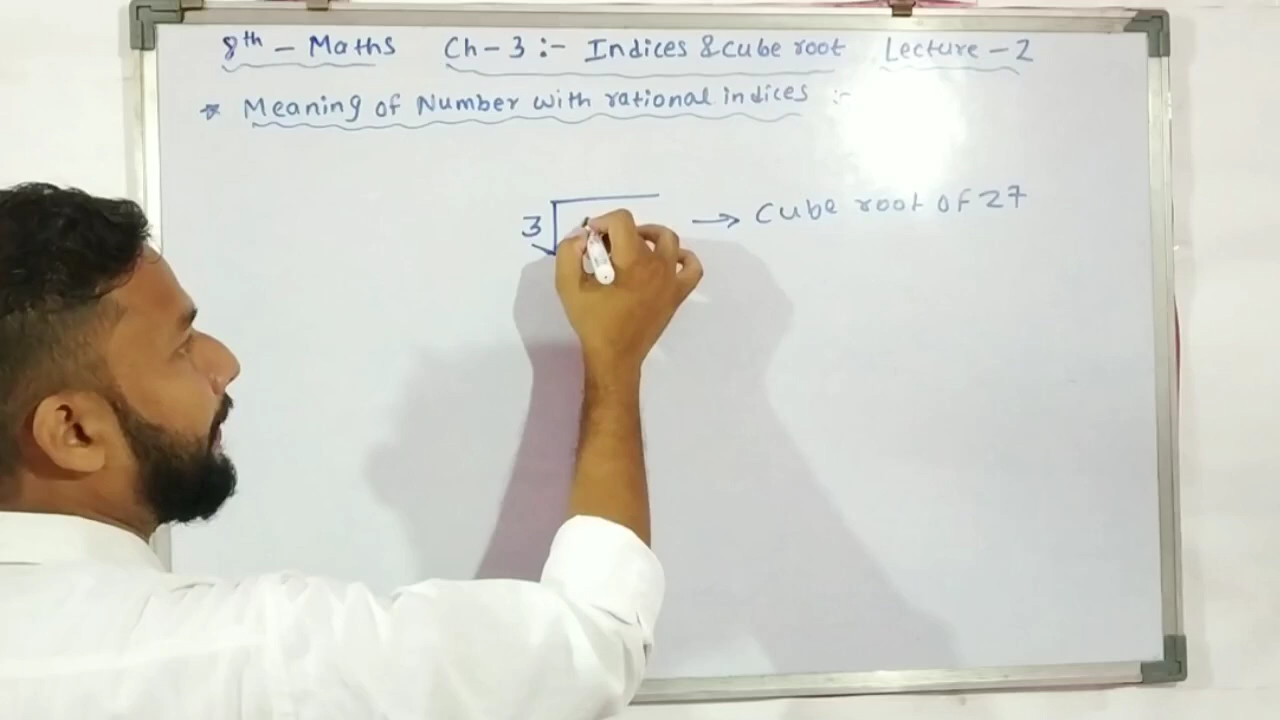 8th - Maths Ch-3 :- Indices & cube root Lecture - 2
* Meaning of Number with rational indices :-
3√ → Cube root of 27